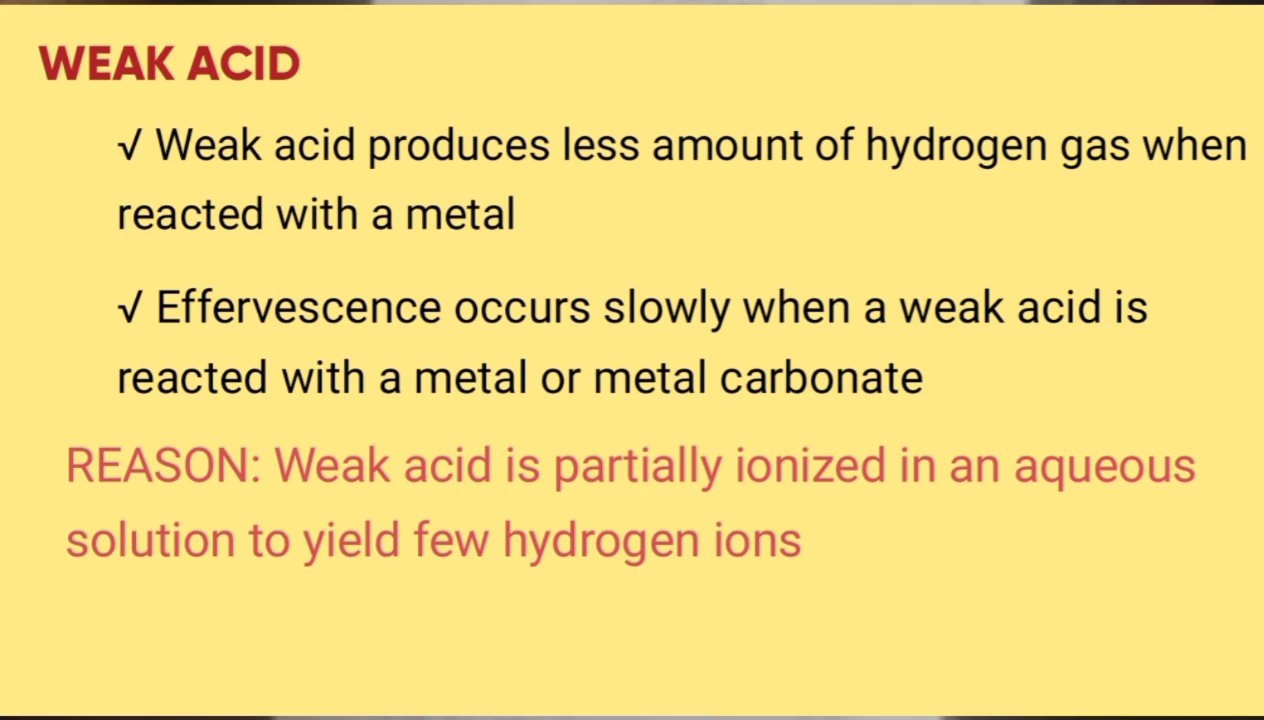 WEAK ACID
√ Weak acid produces less amount of hydrogen gas when
reacted with a metal
√ Effervescence occurs slowly when a weak acid is
reacted with a metal or metal carbonate
REASON: Weak acid is partially ionized in an aqueous
solution to yield few hydrogen ions